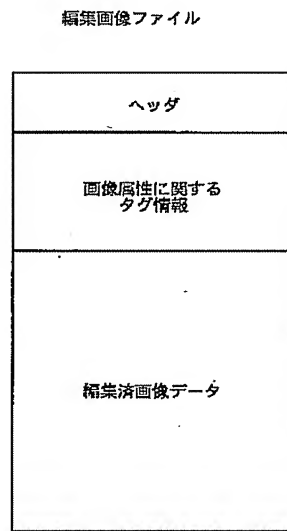 編集画像ファイル
ヘッダ
画像属性に関する
タグ情報
編集済画像データ